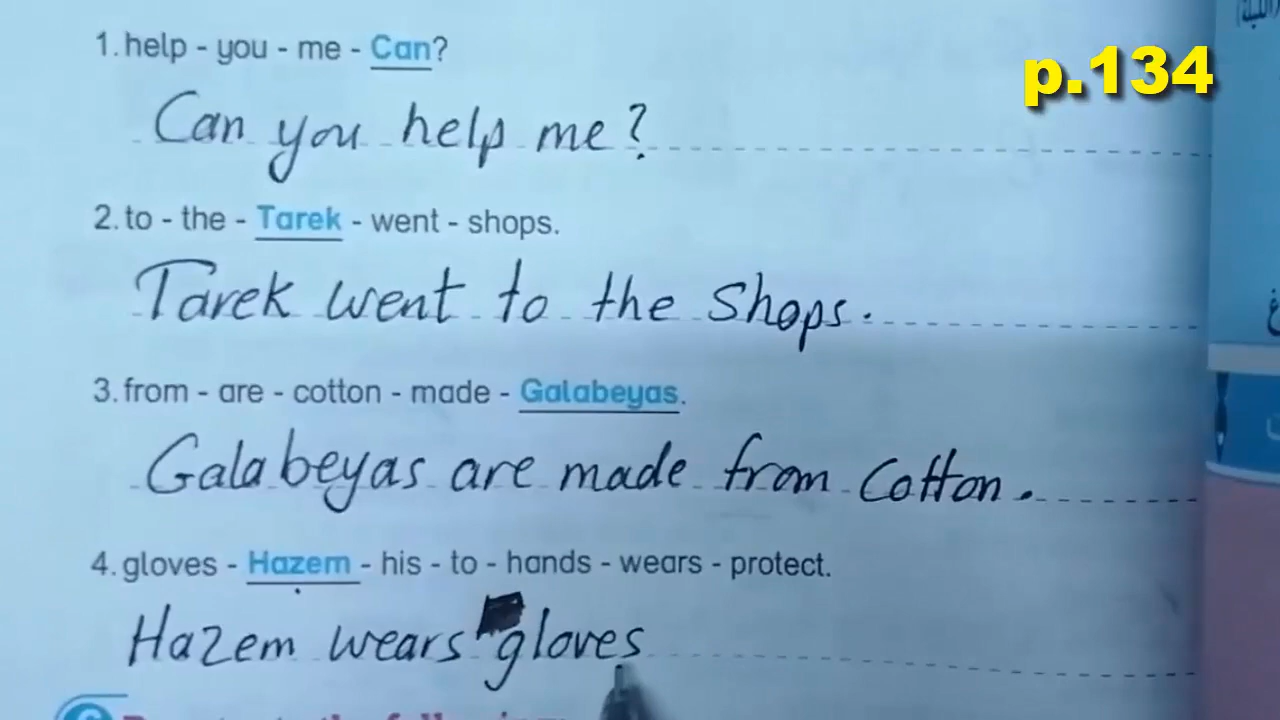 1. help - you - me - Can?
p.134
Can you help me?
2. to - the - Tarek - went - shops.
Tarek went to the Shops.
3. from - are - cotton - made - Galabeyas.
Galabeyas are made from Cotton.
4. gloves - Hazem - his - to - hands - wears - protect.
Hazem wears gloves